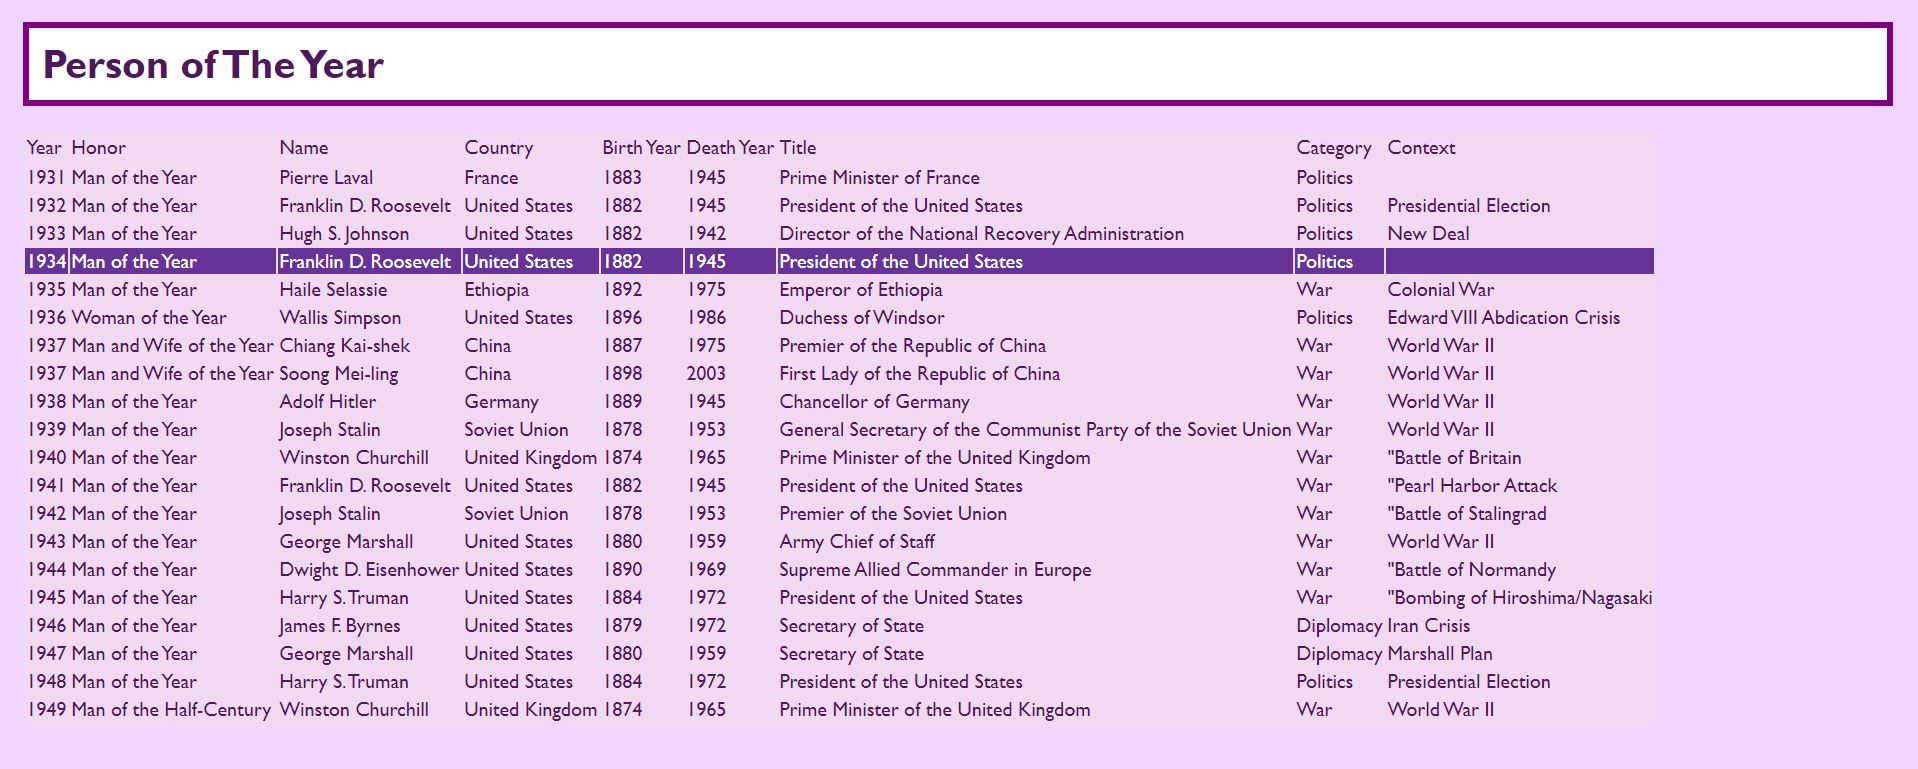 Person of The Year
Year Honor Name Country Birth Year Death Year Title Category Context
1931 Man of the Year Pierre Laval France 1883 1945 Prime Minister of France Politics
1932 Man of the Year Franklin D. Roosevelt United States 1882 1945 President of the United States Politics Presidential Election
1933 Man of the Year Hugh S. Johnson United States 1882 1942 Director of the National Recovery Administration Politics New Deal
1934 Man of the Year Franklin D. Roosevelt United States 1882 1945 President of the United States Politics
1935 Man of the Year Haile Selassie Ethiopia 1892 1975 Emperor of Ethiopia War Colonial War
1936 Woman of the Year Wallis Simpson United States 1896 1986 Duchess of Windsor Politics Edward VIII Abdication Crisis
1937 Man and Wife of the Year Chiang Kai-shek China 1887 1975 Premier of the Republic of China War World War II
1937 Man and Wife of the Year Soong Mei-ling China 1898 2003 First Lady of the Republic of China War World War II
1938 Man of the Year Adolf Hitler Germany 1889 1945 Chancellor of Germany War World War II
1939 Man of the Year Joseph Stalin Soviet Union 1878 1953 General Secretary of the Communist Party of the Soviet Union War World War II
1940 Man of the Year Winston Churchill United Kingdom 1874 1965 Prime Minister of the United Kingdom War "Battle of Britain
1941 Man of the Year Franklin D. Roosevelt United States 1882 1945 President of the United States War "Pearl Harbor Attack
1942 Man of the Year Joseph Stalin Soviet Union 1878 1953 Premier of the Soviet Union War "Battle of Stalingrad
1943 Man of the Year George Marshall United States 1880 1959 Army Chief of Staff War World War II
1944 Man of the Year Dwight D. Eisenhower United States 1890 1969 Supreme Allied Commander in Europe War "Battle of Normandy
1945 Man of the Year Harry S. Truman United States 1884 1972 President of the United States War "Bombing of Hiroshima/Nagasaki
1946 Man of the Year James F. Byrnes United States 1879 1972 Secretary of State Diplomacy Iran Crisis
1947 Man of the Year George Marshall United States 1880 1959 Secretary of State Diplomacy Marshall Plan
1948 Man of the Year Harry S. Truman United States 1884 1972 President of the United States Politics Presidential Election
1949 Man of the Half-Century Winston Churchill United Kingdom 1874 1965 Prime Minister of the United Kingdom War World War II